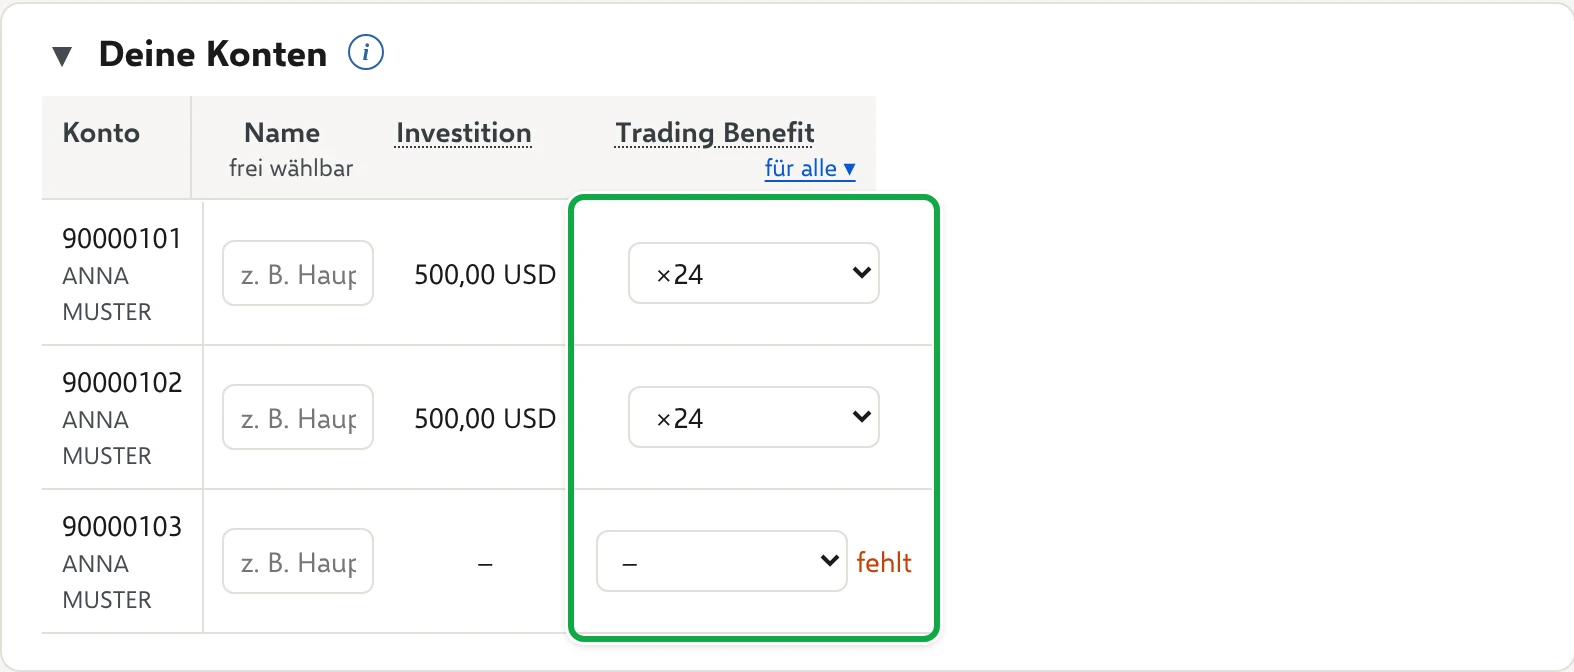 ▼ Deine Konten i
Konto Name Investition Trading Benefit
frei wählbar für alle ▼
90000101
ANNA
MUSTER
z. B. Haup 500,00 USD ×24
90000102
ANNA
MUSTER
z. B. Haup 500,00 USD ×24
90000103
ANNA
MUSTER
z. B. Haup – – fehlt